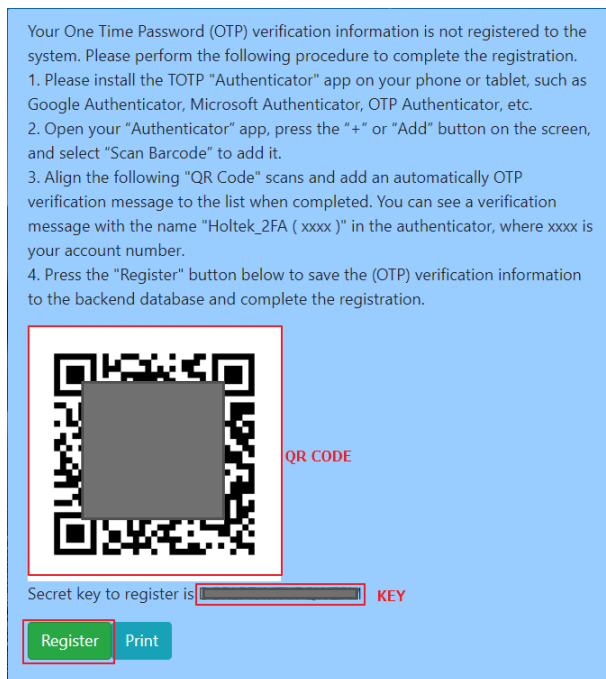 Your One Time Password (OTP) verification information is not registered to the
system. Please perform the following procedure to complete the registration.
1. Please install the TOTP "Authenticator" app on your phone or tablet, such as
Google Authenticator, Microsoft Authenticator, OTP Authenticator, etc.
2. Open your “Authenticator” app, press the “+” or “Add” button on the screen,
and select “Scan Barcode” to add it.
3. Align the following "QR Code" scans and add an automatically OTP
verification message to the list when completed. You can see a verification
message with the name "Holtek_2FA ( xxxx )" in the authenticator, where xxxx is
your account number.
4. Press the "Register" button below to save the (OTP) verification information
to the backend database and complete the registration.
QR CODE
Secret key to register is
KEY
Register
Print